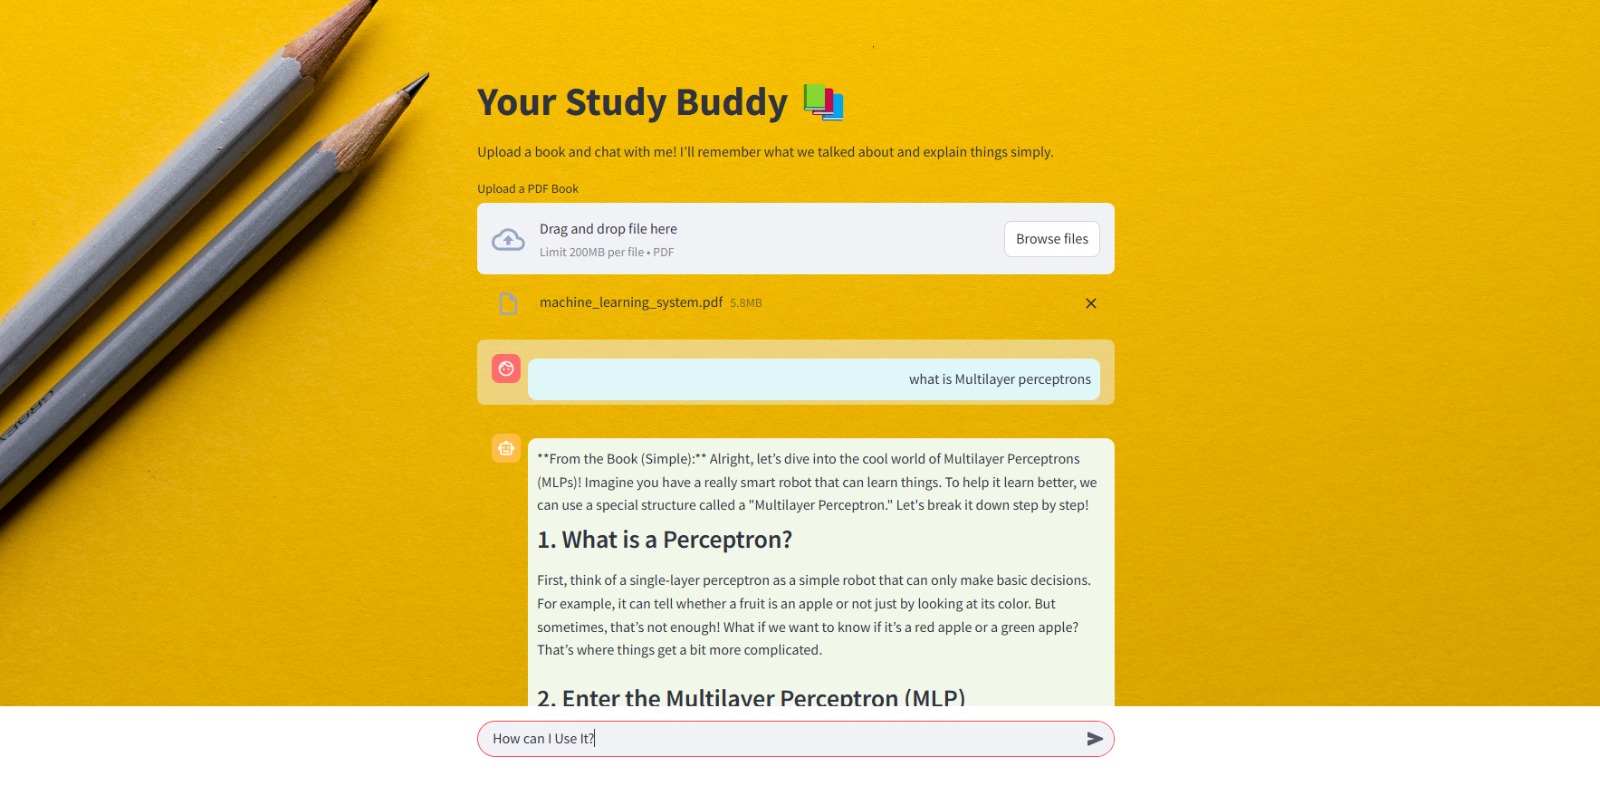 Your Study Buddy
Upload a book and chat with me! I’ll remember what we talked about and explain things simply.
Upload a PDF Book
Drag and drop file here
Limit 200MB per file • PDF
Browse files
machine_learning_system.pdf 5.8MB
what is Multilayer perceptrons
**From the Book (Simple):** Alright, let’s dive into the cool world of Multilayer Perceptrons
(MLPs)! Imagine you have a really smart robot that can learn things. To help it learn better, we
can use a special structure called a "Multilayer Perceptron." Let's break it down step by step!
1. What is a Perceptron?
First, think of a single-layer perceptron as a simple robot that can only make basic decisions.
For example, it can tell whether a fruit is an apple or not just by looking at its color. But
sometimes, that’s not enough! What if we want to know if it’s a red apple or a green apple?
That’s where things get a bit more complicated.
2. Enter the Multilayer Perceptron (MLP)
How can I Use It?